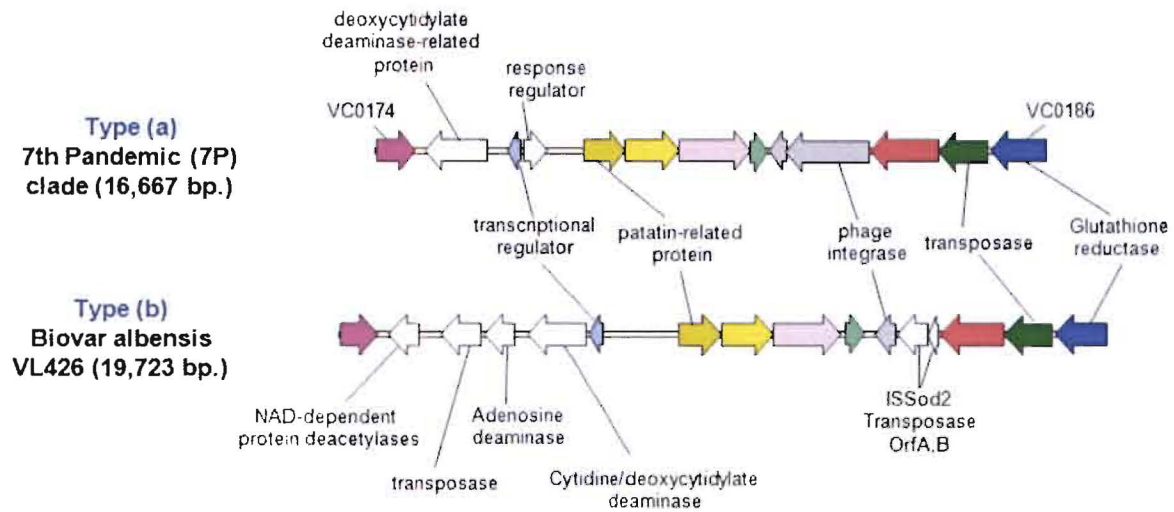 deoxycytidylate
deaminase-related
protein
response
regulator
VC0174
VC0186
Type (a)
7th Pandemic (7P)
clade (16,667 bp.)
transcriptional
regulator
patatin-related
protein
phage
integrase
transposase
Glutathione
reductase
Type (b)
Biovar albensis
VL426 (19,723 bp.)
NAD-dependent
protein deacetylases
transposase
Adenosine
deaminase
Cytidine/deoxycytidylate
deaminase
ISSod2
Transposase
OrfA,B